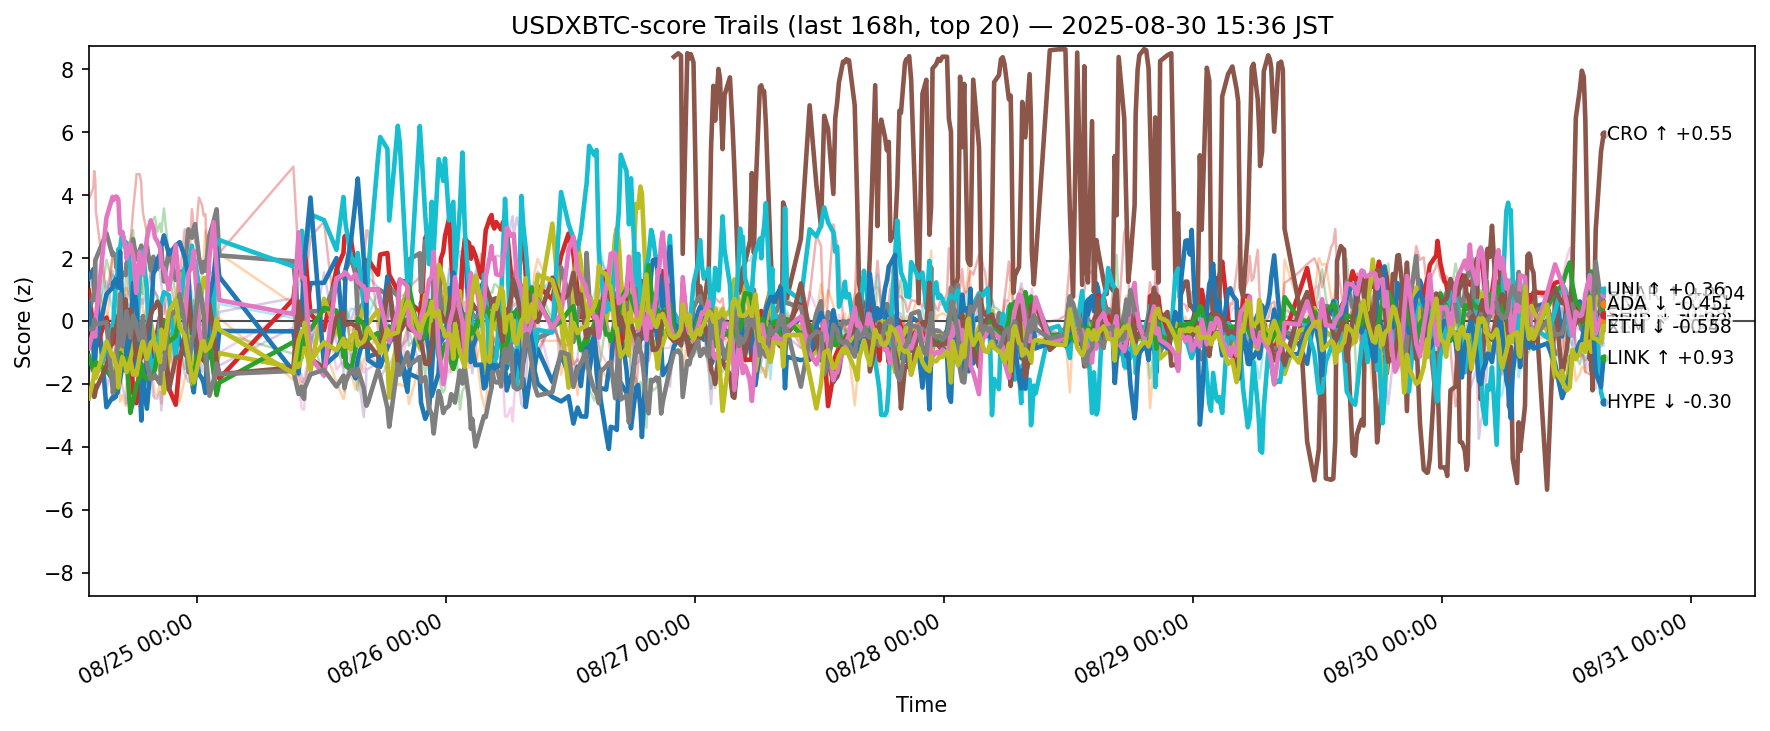 USDXBTC-score Trails (last 168h, top 20) — 2025-08-30 15:36 JST
Score (z)
8
6
4
2
0
−2
−4
−6
−8
CRO ↑ +0.55
UNI ↑ +0.36
ADA ↓ -0.45
ETH ↓ -0.558
LINK ↑ +0.93
HYPE ↓ -0.30
08/25 00:00
08/26 00:00
08/27 00:00
08/28 00:00
08/29 00:00
08/30 00:00
08/31 00:00
Time